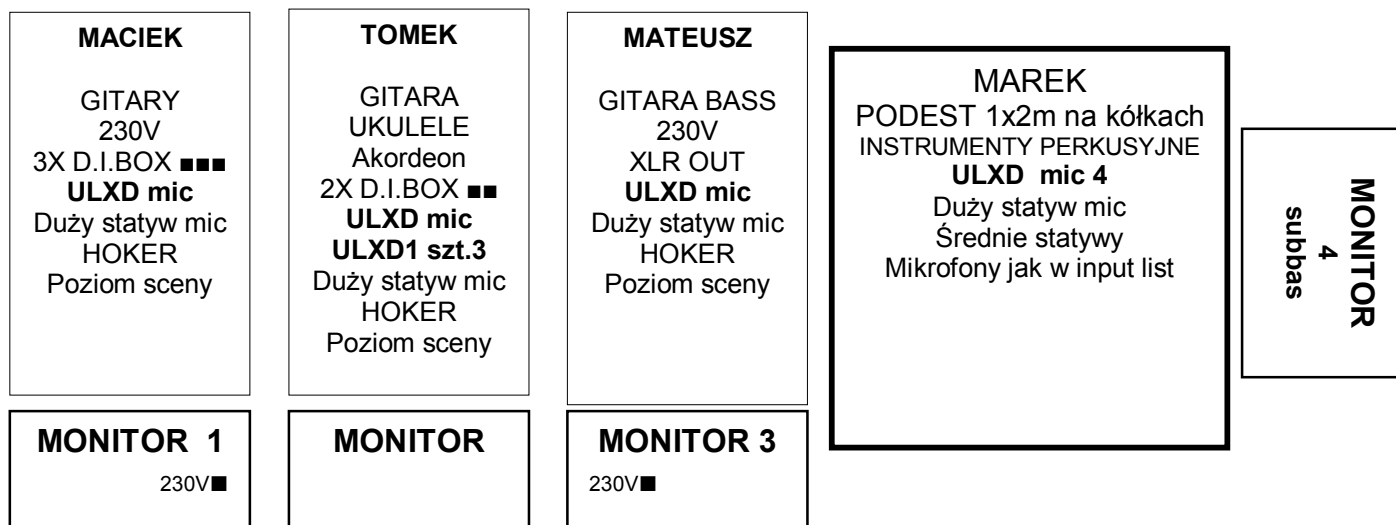 MACIEK
GITARY
230V
3X D.I.BOX ■■■
ULXD mic
Duży statyw mic
HOKER
Poziom sceny
TOMEK
GITARA
UKULELE
Akordeon
2X D.I.BOX ■■
ULXD mic
ULXD1 szt.3
Duży statyw mic
HOKER
Poziom sceny
MATEUSZ
GITARA BASS
230V
XLR OUT
ULXD mic
Duży statyw mic
HOKER
Poziom sceny
MAREK
PODEST 1x2m na kółkach
INSTRUMENTY PERKUSYJNE
ULXD mic 4
Duży statyw mic
Średnie statywy
Mikrofony jak w input list
MONITOR
4
subbas
MONITOR 1
230V■
MONITOR
MONITOR 3
230V■